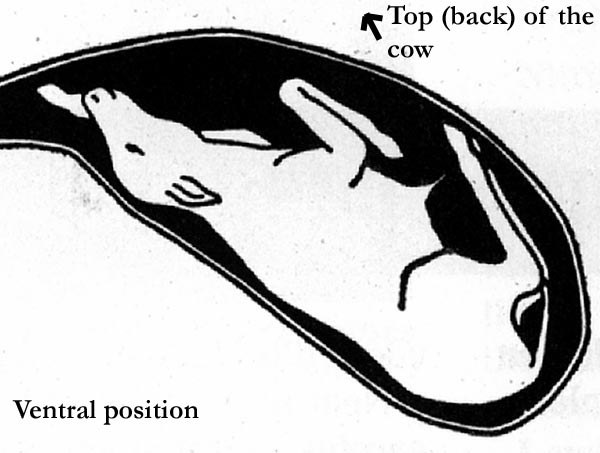 Top (back) of the
cow
Ventral position